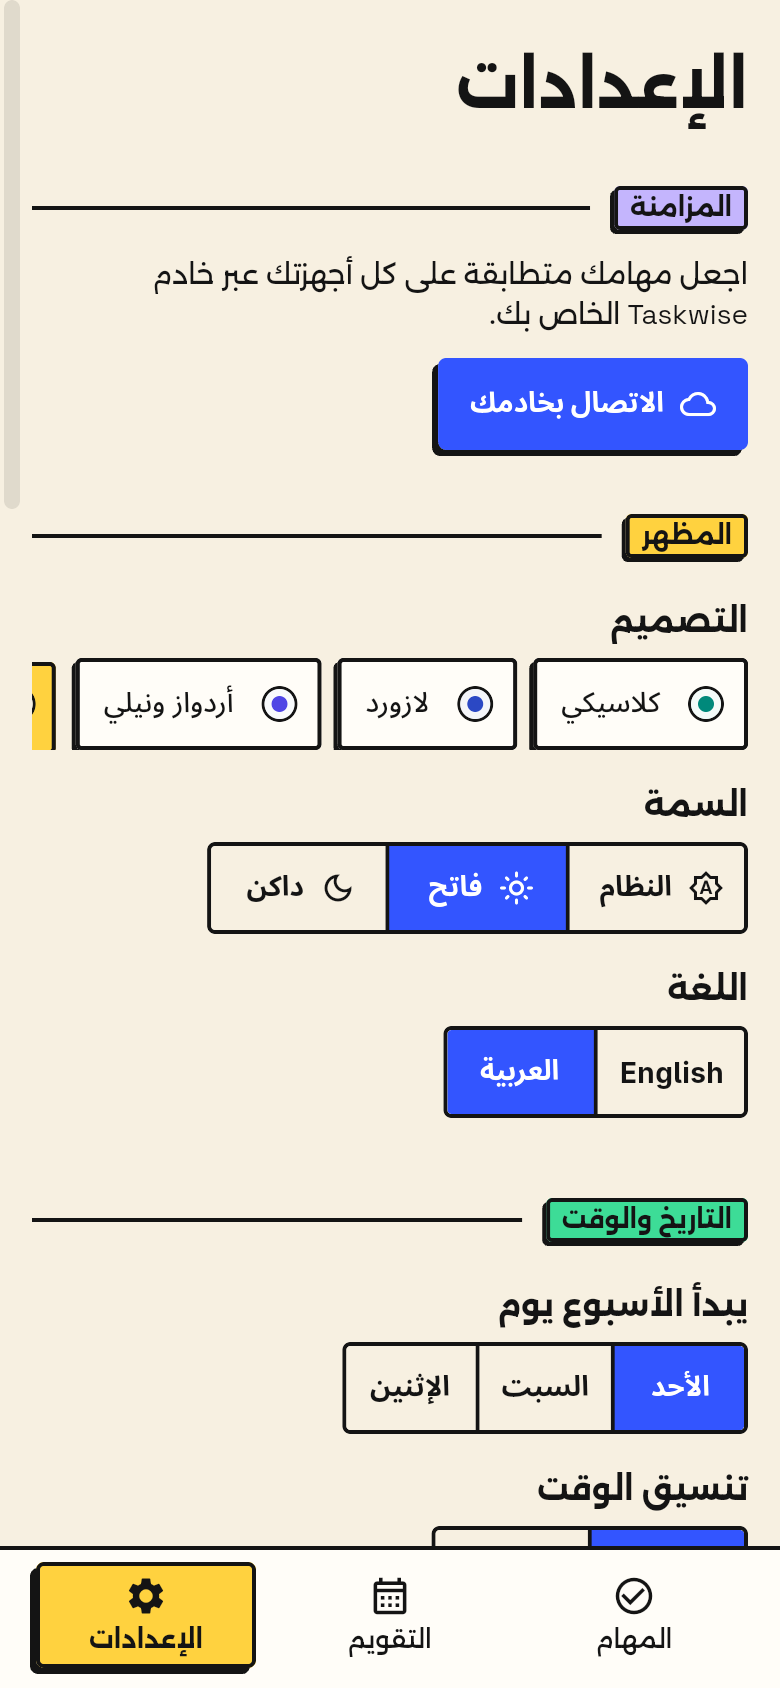 الإعدادات
المزامنة
اجعل مهامك متطابقة على كل أجهزتك عبر خادم
Taskwise الخاص بك.
الاتصال بخادمك
المظهر
التصميم
كلاسيكي
لازورد
أردواز ونيلي
السمة
النظام
فاتح
داكن
اللغة
English
العربية
التاريخ والوقت
يبدأ الأسبوع يوم
الأحد
السبت
الإثنين
تنسيق الوقت
المهام
التقويم
الإعدادات